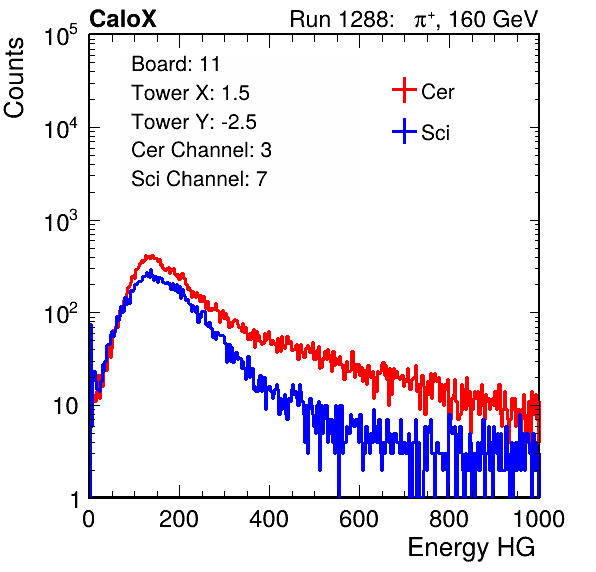 CaloX Run 1288: π⁺, 160 GeV
Counts
10⁵
10⁴
10³
10²
10
1
Board: 11
Tower X: 1.5
Tower Y: -2.5
Cer Channel: 3
Sci Channel: 7
Cer
Sci
0 200 400 600 800 1000
Energy HG